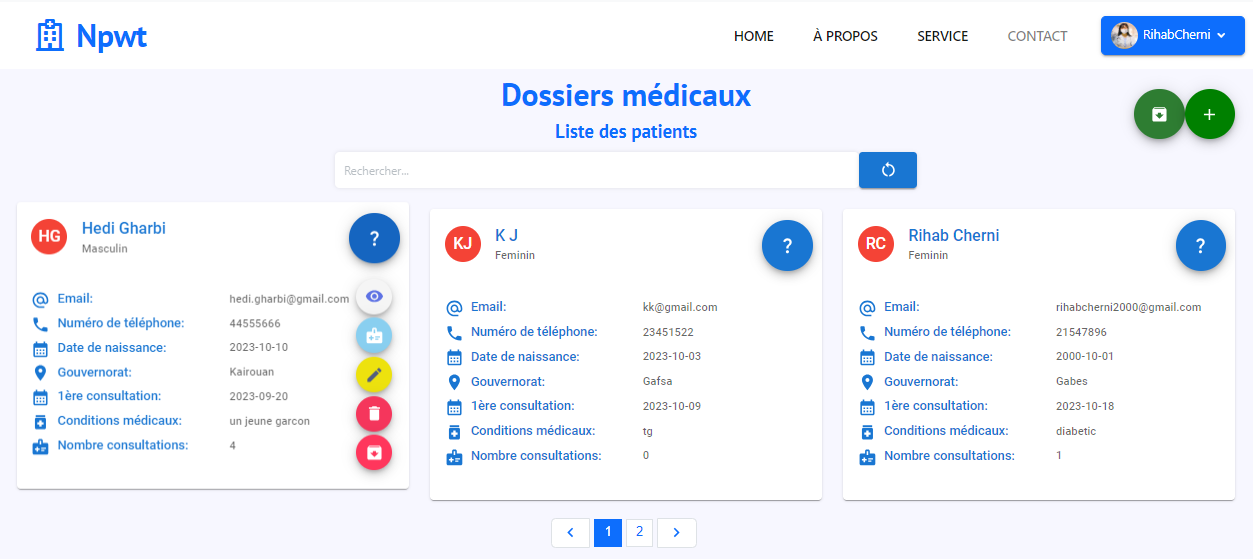 Npwt
HOME À PROPOS SERVICE CONTACT RihabCherni
Dossiers médicaux
Liste des patients
+
Rechercher...
HG Hedi Gharbi ?
Masculin
Email: hedi.gharbi@gmail.com
Numéro de téléphone: 44555666
Date de naissance: 2023-10-10
Gouvernorat: Kairouan
1ère consultation: 2023-09-20
Conditions médicaux: un jeune garcon
Nombre consultations: 4
KJ K J ?
Feminin
Email: kk@gmail.com
Numéro de téléphone: 23451522
Date de naissance: 2023-10-03
Gouvernorat: Gafsa
1ère consultation: 2023-10-09
Conditions médicaux: tg
Nombre consultations: 0
RC Rihab Cherni ?
Feminin
Email: rihabcherni2000@gmail.com
Numéro de téléphone: 21547896
Date de naissance: 2000-10-01
Gouvernorat: Gabes
1ère consultation: 2023-10-18
Conditions médicaux: diabetic
Nombre consultations: 1
1 2